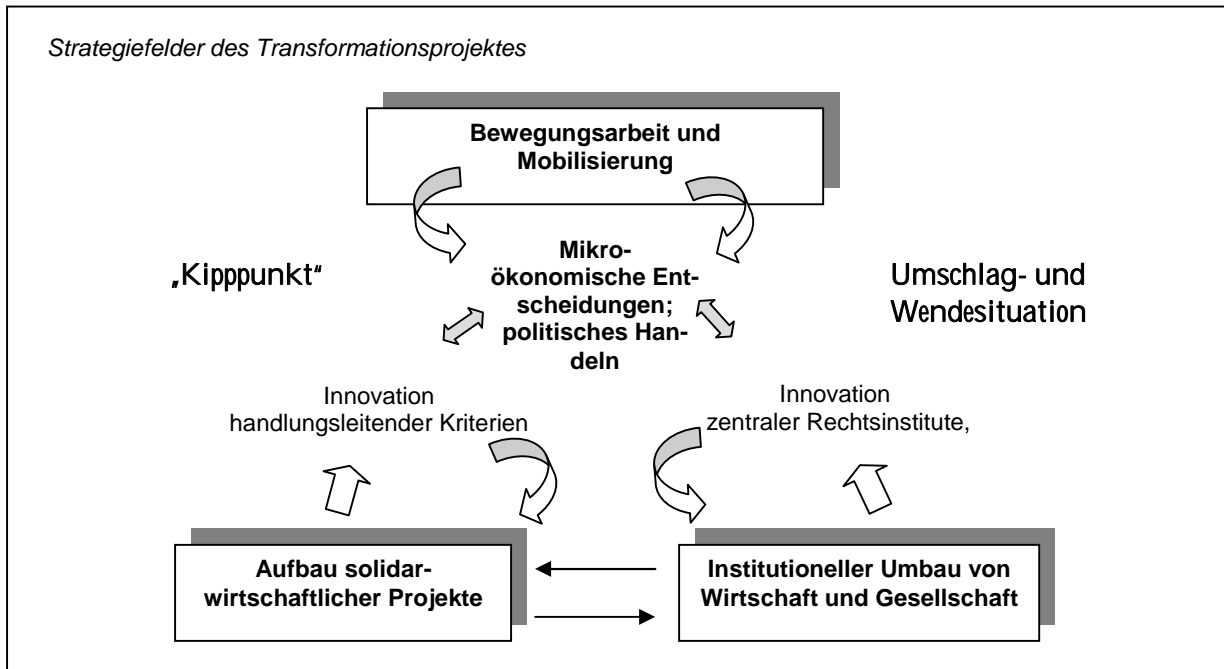 Strategiefelder des Transformationsprojektes
Bewegungsarbeit und
Mobilisierung
„Kipppunkt“
Mikro-
ökonomische Ent-
scheidungen;
politisches Han-
deln
Umschlag- und
Wendesituation
Innovation
handlungsleitender Kriterien
Innovation
zentraler Rechtsinstitute,
Aufbau solidar-
wirtschaftlicher Projekte
Institutioneller Umbau von
Wirtschaft und Gesellschaft